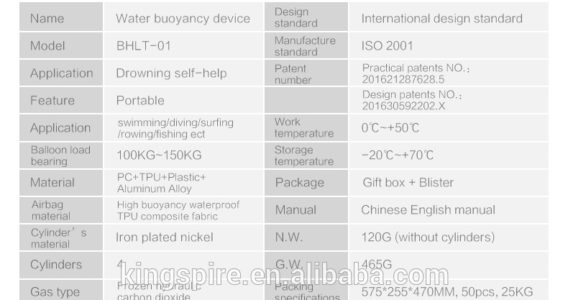 Name Water buoyancy device Design standard International design standard
Model BHLT-01 Manufacture standard ISO 2001
Application Drowning self-help Patent number Practical patents NO.: 201621287628.5
Feature Portable Design patents NO.: 201630592202.X
Application swimming/diving/surfing /rowing/fishing ect Work temperature 0℃~+50℃
Balloon load bearing 100KG~150KG Storage temperature -20℃~+70℃
Material PC+TPU+Plastic+ Aluminum Alloy Package Gift box + Blister
Airbag material High buoyancy waterproof TPU composite fabric Manual Chinese English manual
Cylinder's material Iron plated nickel N.W. 120G (without cylinders)
Cylinders 4 G.W. 465G
kingspire.en.alibaba.com
Gas type Frozen carbon dioxide Packing specifications 575*255*470MM, 50pcs, 25KG